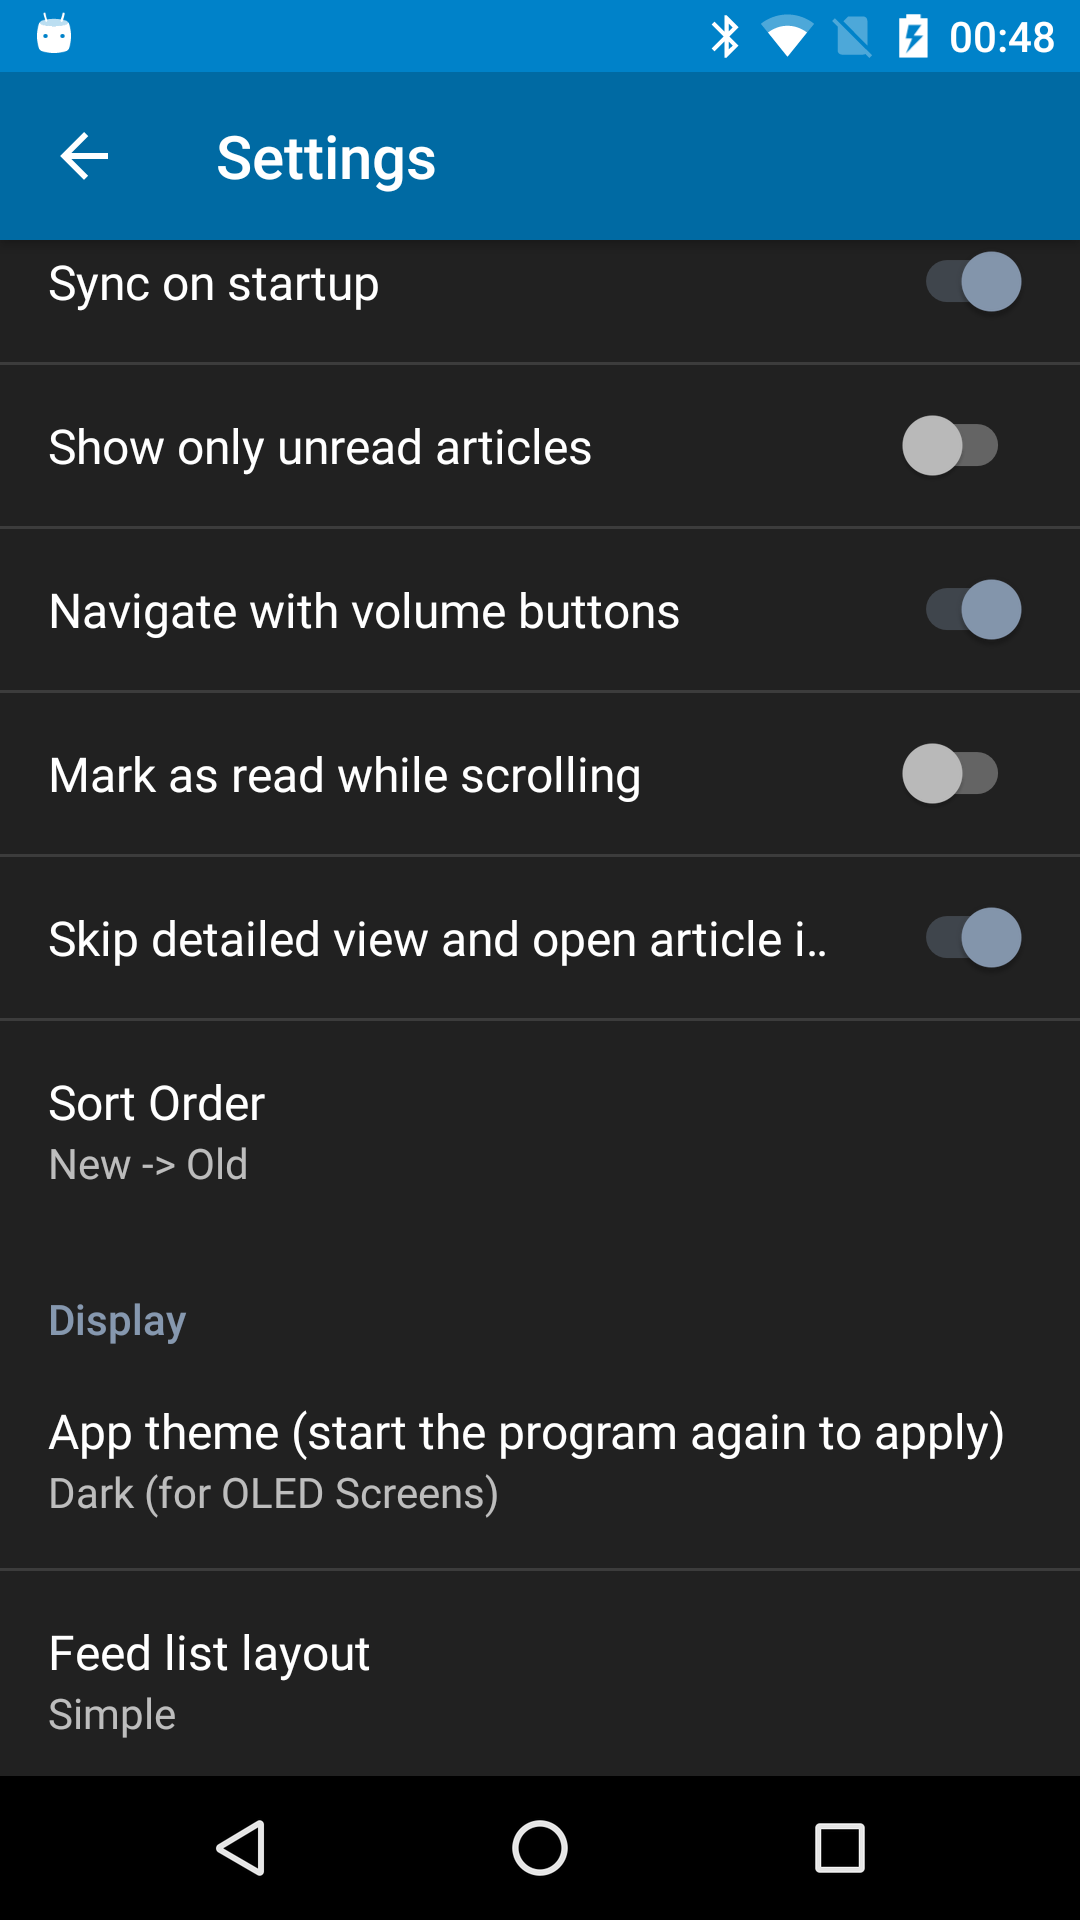 00:48
Settings
Sync on startup
Show only unread articles
Navigate with volume buttons
Mark as read while scrolling
Skip detailed view and open article i..
Sort Order
New -> Old
Display
App theme (start the program again to apply)
Dark (for OLED Screens)
Feed list layout
Simple